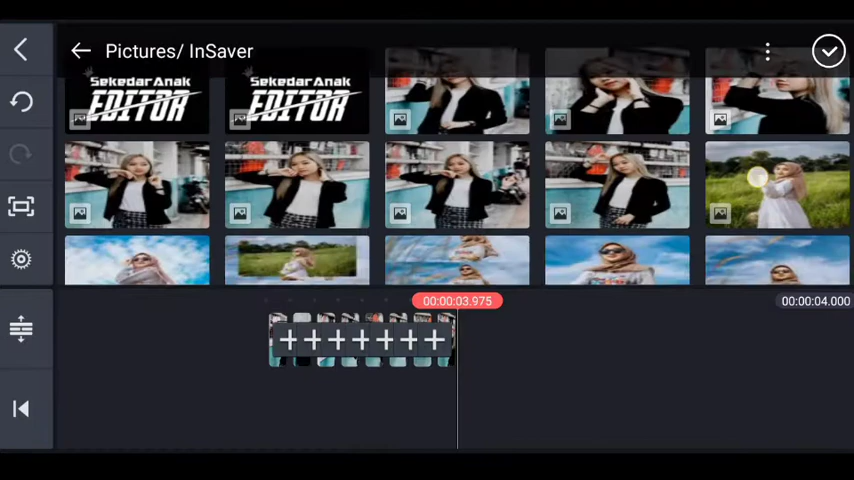 Pictures/ InSaver
SekedarAnak
EDITOR
SekedarAnak
EDITOR
00:00:03.975
00:00:04.000